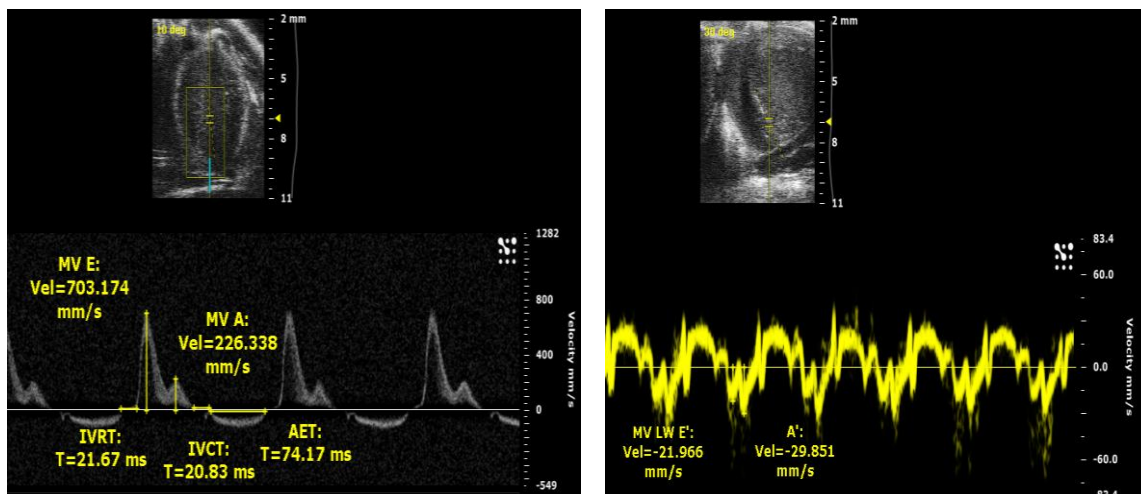 10 deg
2 mm
5
8
11
1282
800
400
0
-549
Velocity mm/s
MV E:
Vel=703.174
mm/s
MV A:
Vel=226.338
mm/s
IVRT:
T=21.67 ms
IVCT:
T=20.83 ms
AET:
T=74.17 ms
38 deg
2 mm
5
8
11
83.4
60.0
0.0
-60.0
Velocity mm/s
MV LW E':
Vel=-21.966
mm/s
A':
Vel=-29.851
mm/s